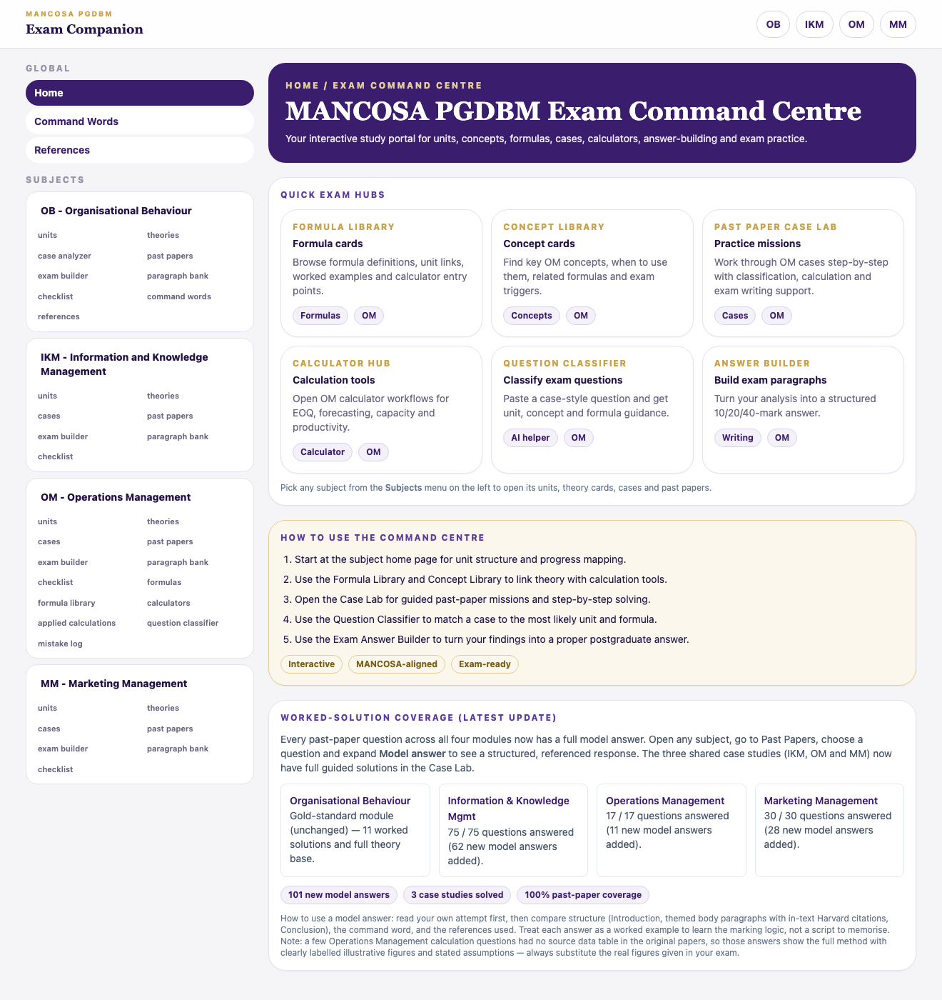 MANCOSA PGDBM
Exam Companion
OB
IKM
OM
MM
GLOBAL
Home
Command Words
References
SUBJECTS
OB - Organisational Behaviour
units
theories
case analyzer
past papers
exam builder
paragraph bank
checklist
command words
references
IKM - Information and Knowledge
Management
units
theories
cases
past papers
exam builder
paragraph bank
checklist
OM - Operations Management
units
theories
cases
past papers
exam builder
paragraph bank
checklist
formulas
formula library
calculators
applied calculations
question classifier
mistake log
MM - Marketing Management
units
theories
cases
past papers
exam builder
paragraph bank
checklist
HOME / EXAM COMMAND CENTRE
MANCOSA PGDBM Exam Command Centre
Your interactive study portal for units, concepts, formulas, cases, calculators, answer-building and exam practice.
QUICK EXAM HUBS
FORMULA LIBRARY
Formula cards
Browse formula definitions, unit links,
worked examples and calculator entry
points.
Formulas
OM
CONCEPT LIBRARY
Concept cards
Find key OM concepts, when to use
them, related formulas and exam
triggers.
Concepts
OM
PAST PAPER CASE LAB
Practice missions
Work through OM cases step-by-step
with classification, calculation and
exam writing support.
Cases
OM
CALCULATOR HUB
Calculation tools
Open OM calculator workflows for
EOQ, forecasting, capacity and
productivity.
Calculator
OM
QUESTION CLASSIFIER
Classify exam questions
Paste a case-style question and get
unit, concept and formula guidance.
AI helper
OM
ANSWER BUILDER
Build exam paragraphs
Turn your analysis into a structured
10/20/40-mark answer.
Writing
OM
Pick any subject from the Subjects menu on the left to open its units, theory cards, cases and past papers.
HOW TO USE THE COMMAND CENTRE
1. Start at the subject home page for unit structure and progress mapping.
2. Use the Formula Library and Concept Library to link theory with calculation tools.
3. Open the Case Lab for guided past-paper missions and step-by-step solving.
4. Use the Question Classifier to match a case to the most likely unit and formula.
5. Use the Exam Answer Builder to turn your findings into a proper postgraduate answer.
Interactive
MANCOSA-aligned
Exam-ready
WORKED-SOLUTION COVERAGE (LATEST UPDATE)
Every past-paper question across all four modules now has a full model answer. Open any subject, go to Past Papers, choose a
question and expand Model answer to see a structured, referenced response. The three shared case studies (IKM, OM and MM) now
have full guided solutions in the Case Lab.
Organisational Behaviour
Gold-standard module
(unchanged) — 11 worked
solutions and full theory
base.
Information & Knowledge
Mgmt
75 / 75 questions answered
(62 new model answers
added).
Operations Management
17 / 17 questions answered
(11 new model answers
added).
Marketing Management
30 / 30 questions answered
(28 new model answers
added).
101 new model answers
3 case studies solved
100% past-paper coverage
How to use a model answer: read your own attempt first, then compare structure (Introduction, themed body paragraphs with in-text Harvard citations,
Conclusion), the command word, and the references used. Treat each answer as a worked example to learn the marking logic, not a script to memorise.
Note: a few Operations Management calculation questions had no source data table in the original papers, so those answers show the full method with
clearly labelled illustrative figures and stated assumptions — always substitute the real figures given in your exam.